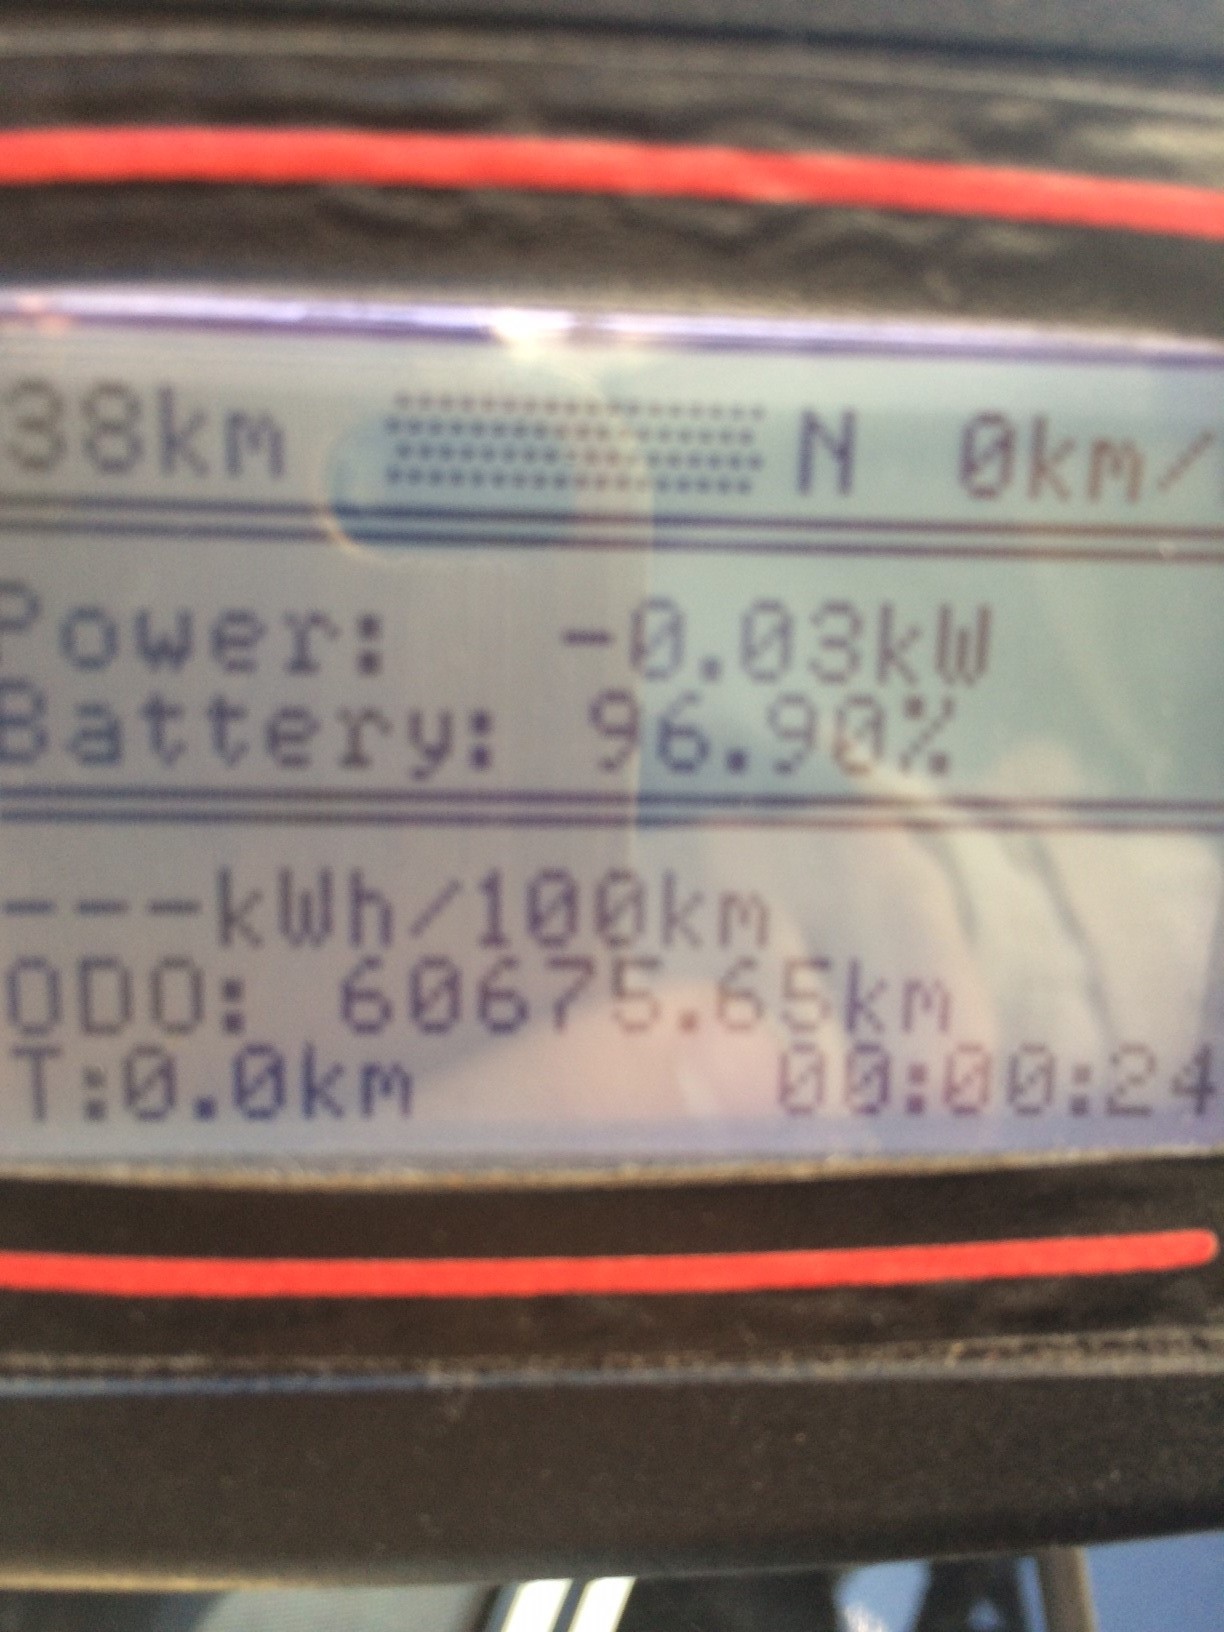 38km N 0km/
Power: -0.03kW
Battery: 96.90%
---kWh/100km
ODO: 60675.65km
T:0.0km 00:00:24